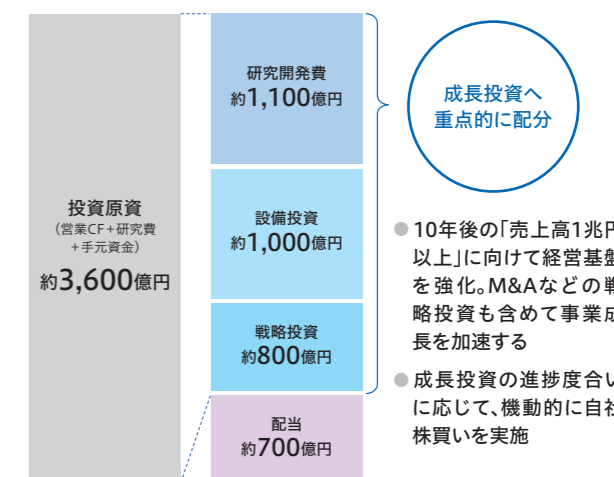 投資原資
（営業CF＋研究費
＋手元資金）
約3,600億円
研究開発費
約1,100億円
設備投資
約1,000億円
戦略投資
約800億円
配当
約700億円
成長投資へ
重点的に配分
●10年後の「売上高1兆円
以上」に向けて経営基盤
を強化。M&Aなどの戦
略投資も含めて事業成
長を加速する
●成長投資の進捗度合い
に応じて、機動的に自社
株買いを実施